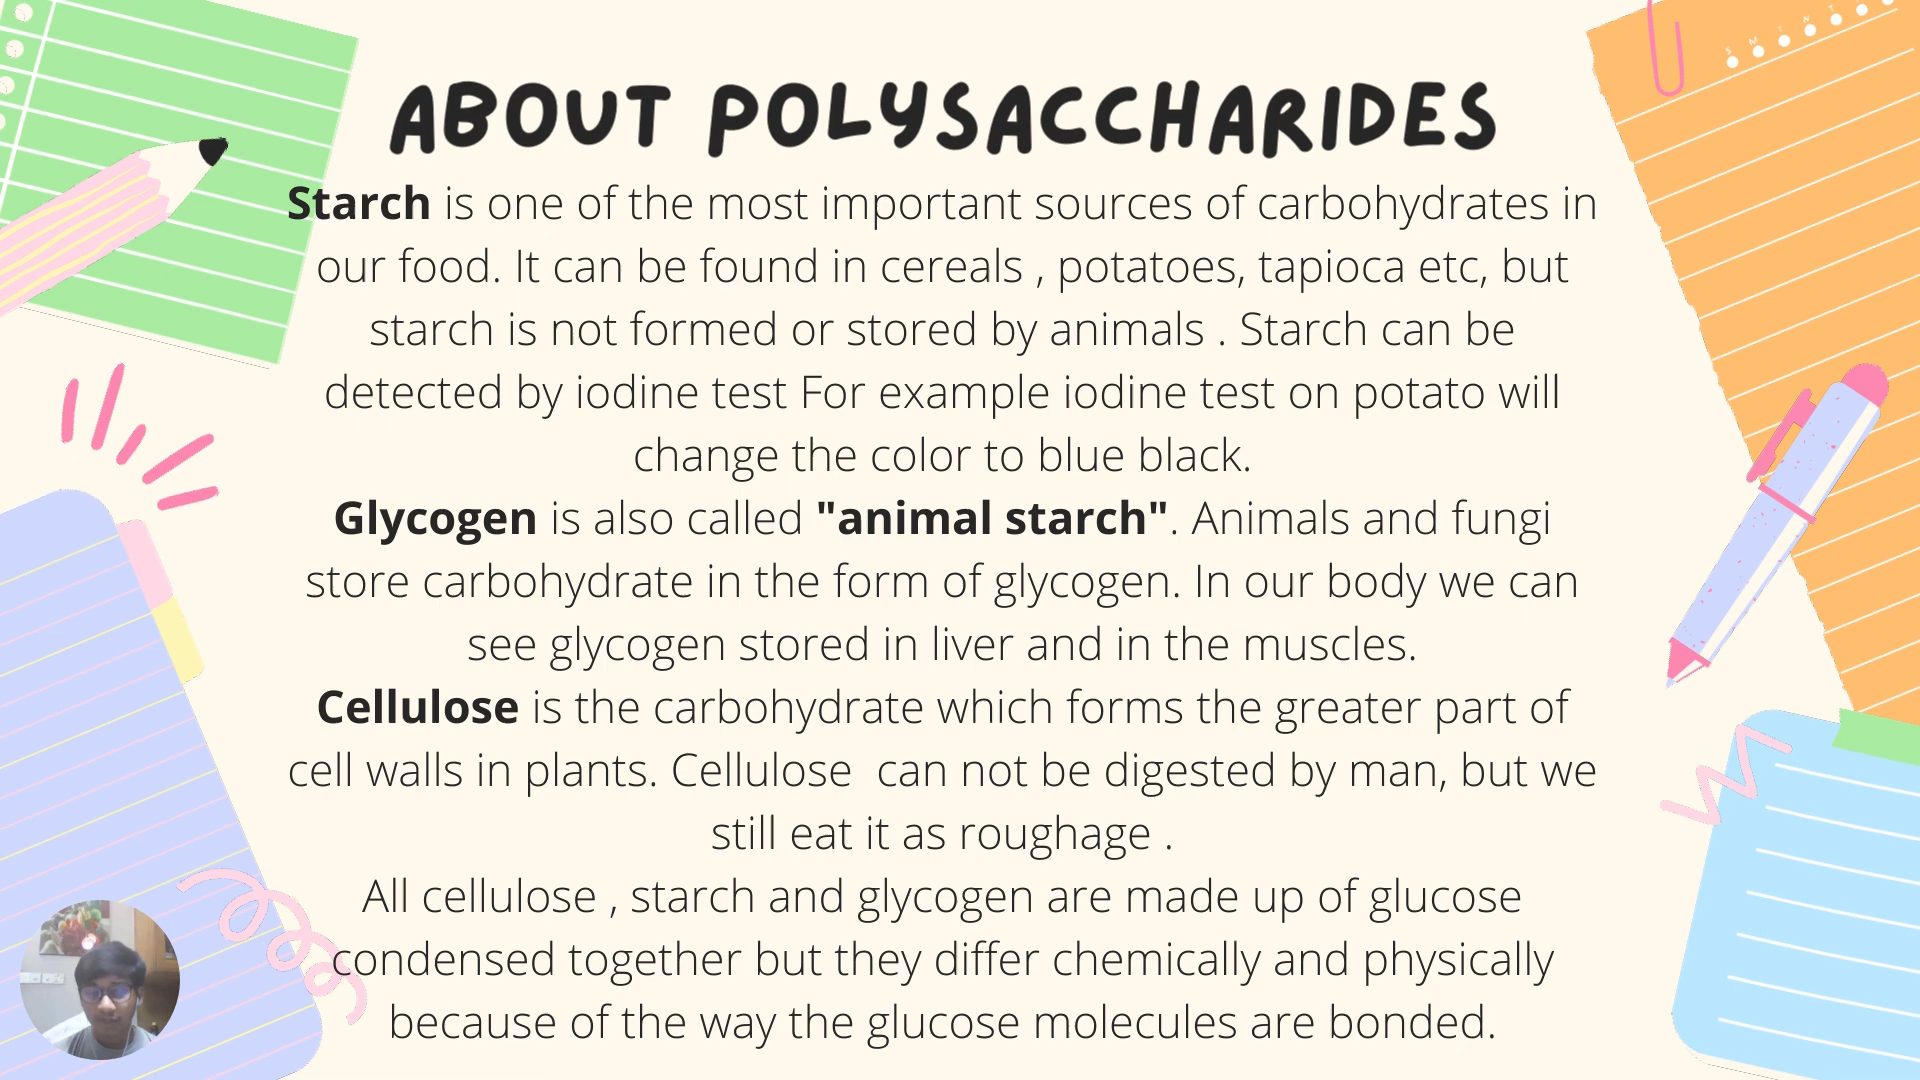 ABOUT POLYSACCHARIDES
Starch is one of the most important sources of carbohydrates in
our food. It can be found in cereals , potatoes, tapioca etc, but
starch is not formed or stored by animals . Starch can be
detected by iodine test For example iodine test on potato will
change the color to blue black.
Glycogen is also called "animal starch". Animals and fungi
store carbohydrate in the form of glycogen. In our body we can
see glycogen stored in liver and in the muscles.
Cellulose is the carbohydrate which forms the greater part of
cell walls in plants. Cellulose  can not be digested by man, but we
still eat it as roughage .
All cellulose , starch and glycogen are made up of glucose
condensed together but they differ chemically and physically
because of the way the glucose molecules are bonded.
S M T N T